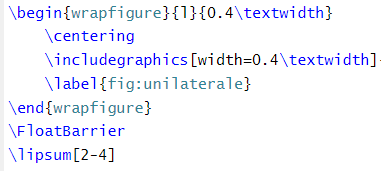 \begin{wrapfigure}{l}{0.4\textwidth}
\centering
\includegraphics[width=0.4\textwidth]
\label{fig:unilaterale}
\end{wrapfigure}
\FloatBarrier
\lipsum[2-4]